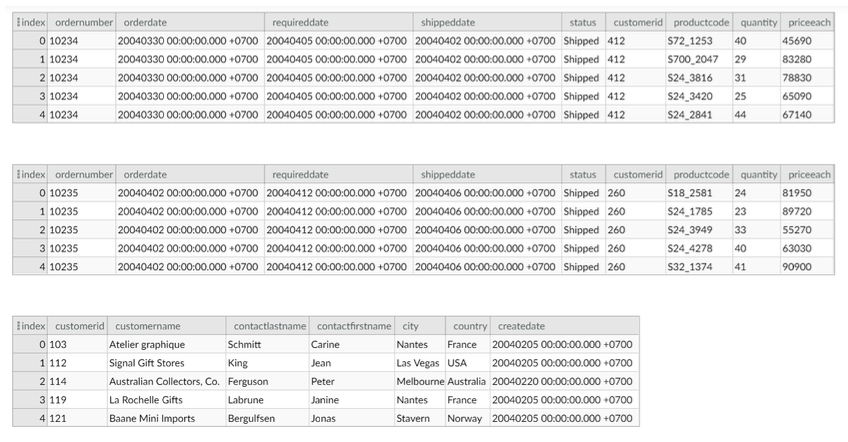 index ordernumber orderdate requireddate shippeddate status customerid productcode quantity priceeach
0 10234 20040330 00:00:00.000 +0700 20040405 00:00:00.000 +0700 20040402 00:00:00.000 +0700 Shipped 412 S72_1253 40 45690
1 10234 20040330 00:00:00.000 +0700 20040405 00:00:00.000 +0700 20040402 00:00:00.000 +0700 Shipped 412 S700_2047 29 83280
2 10234 20040330 00:00:00.000 +0700 20040405 00:00:00.000 +0700 20040402 00:00:00.000 +0700 Shipped 412 S24_3816 31 78830
3 10234 20040330 00:00:00.000 +0700 20040405 00:00:00.000 +0700 20040402 00:00:00.000 +0700 Shipped 412 S24_3420 25 65090
4 10234 20040330 00:00:00.000 +0700 20040405 00:00:00.000 +0700 20040402 00:00:00.000 +0700 Shipped 412 S24_2841 44 67140
index ordernumber orderdate requireddate shippeddate status customerid productcode quantity priceeach
0 10235 20040402 00:00:00.000 +0700 20040412 00:00:00.000 +0700 20040406 00:00:00.000 +0700 Shipped 260 S18_2581 24 81950
1 10235 20040402 00:00:00.000 +0700 20040412 00:00:00.000 +0700 20040406 00:00:00.000 +0700 Shipped 260 S24_1785 23 89720
2 10235 20040402 00:00:00.000 +0700 20040412 00:00:00.000 +0700 20040406 00:00:00.000 +0700 Shipped 260 S24_3949 33 55270
3 10235 20040402 00:00:00.000 +0700 20040412 00:00:00.000 +0700 20040406 00:00:00.000 +0700 Shipped 260 S24_4278 40 63030
4 10235 20040402 00:00:00.000 +0700 20040412 00:00:00.000 +0700 20040406 00:00:00.000 +0700 Shipped 260 S32_1374 41 90900
index customerid customername contactlastname contactfirstname city country createdate
0 103 Atelier graphique Schmitt Carine Nantes France 20040205 00:00:00.000 +0700
1 112 Signal Gift Stores King Jean Las Vegas USA 20040205 00:00:00.000 +0700
2 114 Australian Collectors, Co. Ferguson Peter Melbourne Australia 20040220 00:00:00.000 +0700
3 119 La Rochelle Gifts Labrune Janine Nantes France 20040205 00:00:00.000 +0700
4 121 Baane Mini Imports Bergulfsen Jonas Stavern Norway 20040205 00:00:00.000 +0700